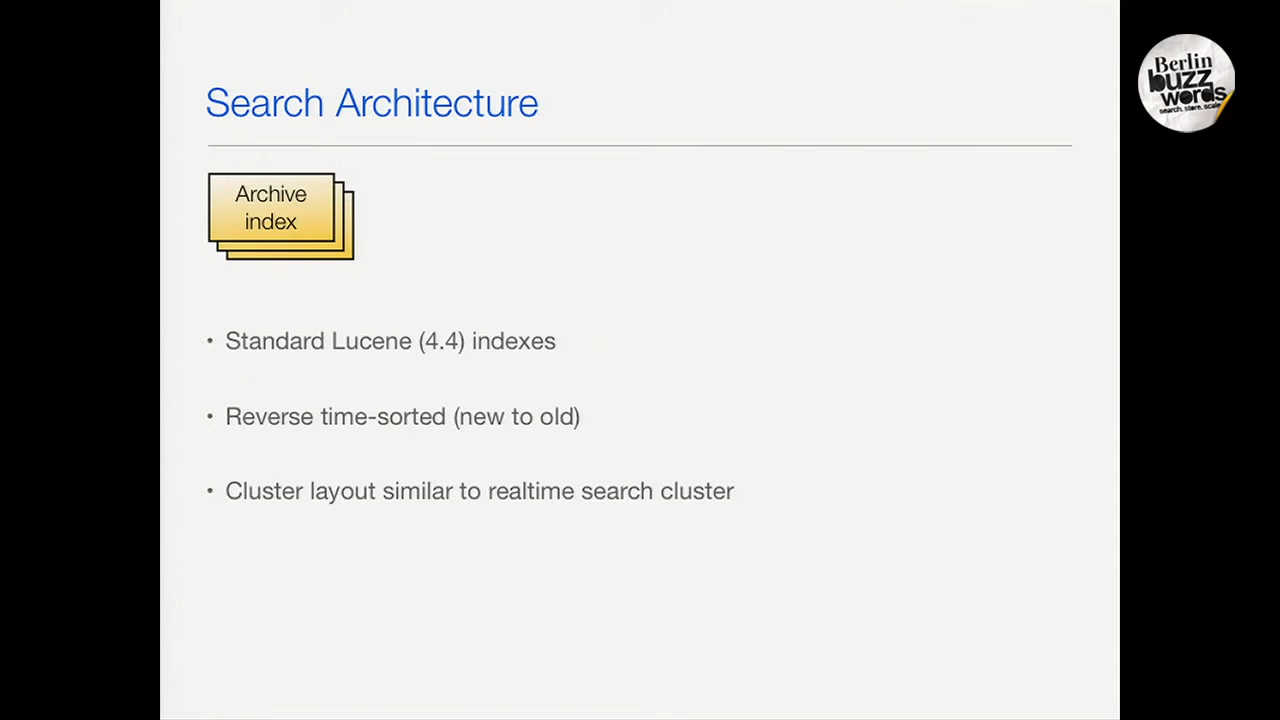 Search Architecture
Berlin
buzz
words
search. store. scale.
Archive
index
• Standard Lucene (4.4) indexes
• Reverse time-sorted (new to old)
• Cluster layout similar to realtime search cluster